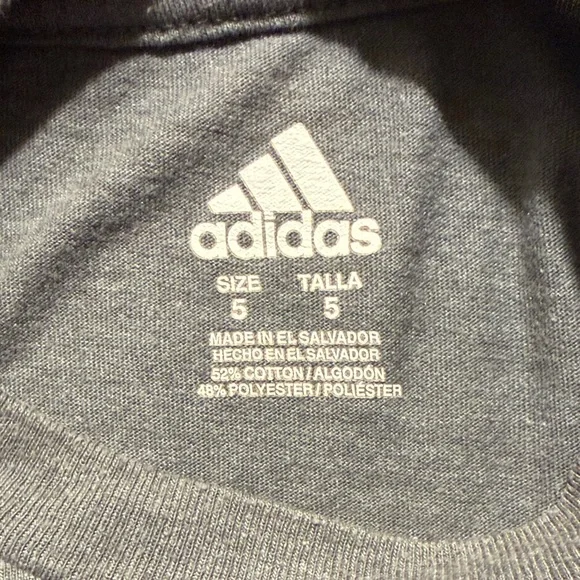 adidas
SIZE TALLA
5 5
MADE IN EL SALVADOR
HECHO EN EL SALVADOR
52% COTTON / ALGODÓN
48% POLYESTER / POLIÉSTER